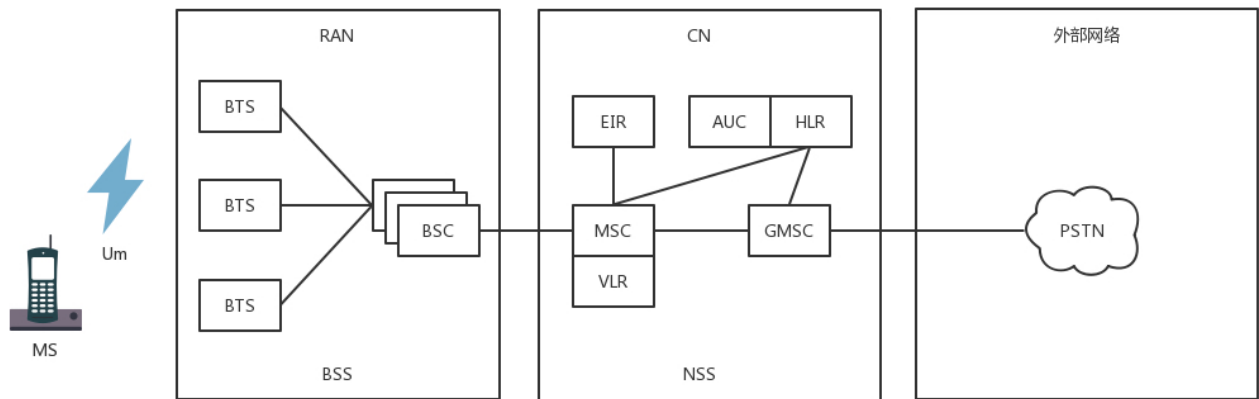 RAN
CN
外部网络
BTS
EIR
AUC
HLR
BTS
BSC
MSC
GMSC
PSTN
Um
VLR
BTS
MS
BSS
NSS